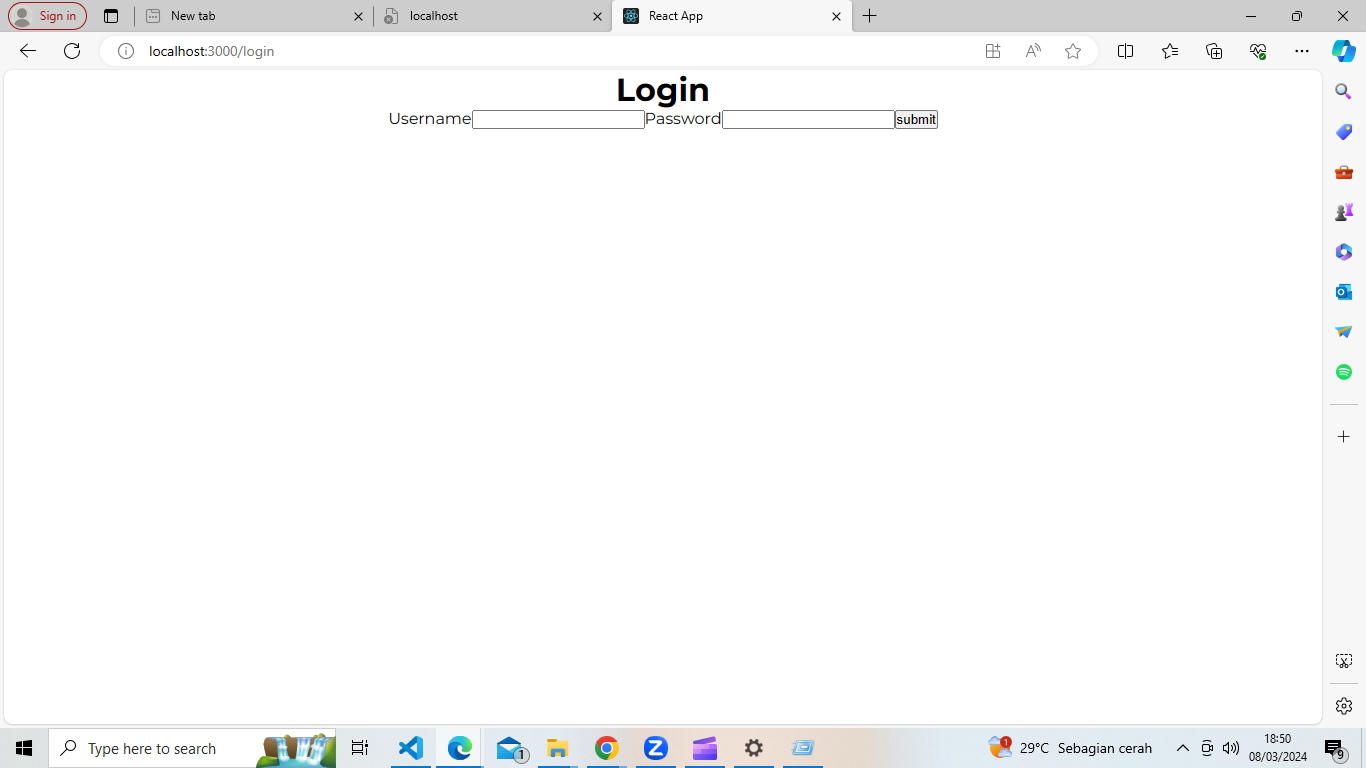 Sign in
New tab
localhost
React App
localhost:3000/login
Login
Username Password submit
Type here to search
1
1
29°C Sebagian cerah
18:50
08/03/2024
9